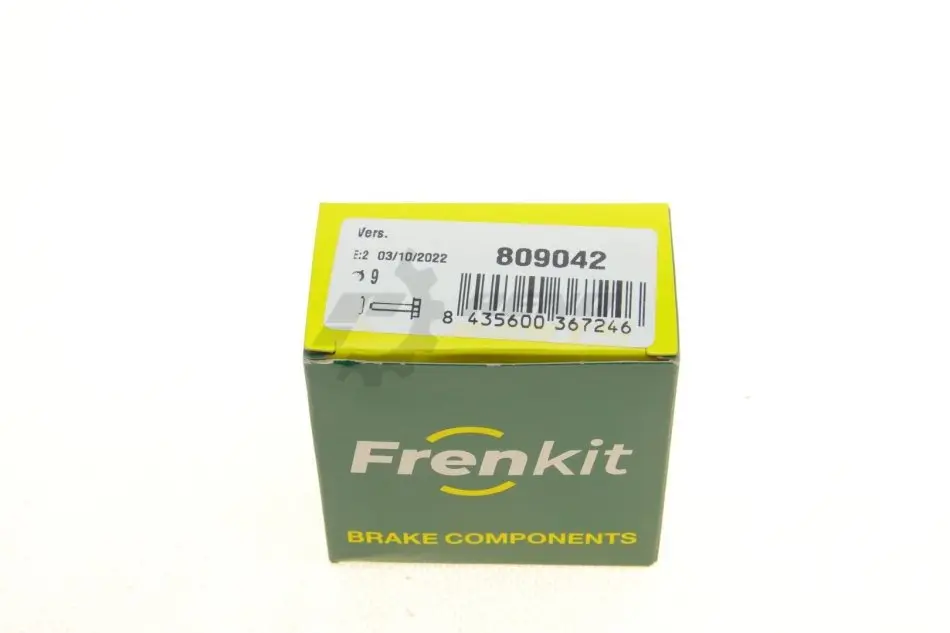 Vers.
E:2 03/10/2022
809042
9
8 435600 367246
Frenkit
BRAKE COMPONENTS